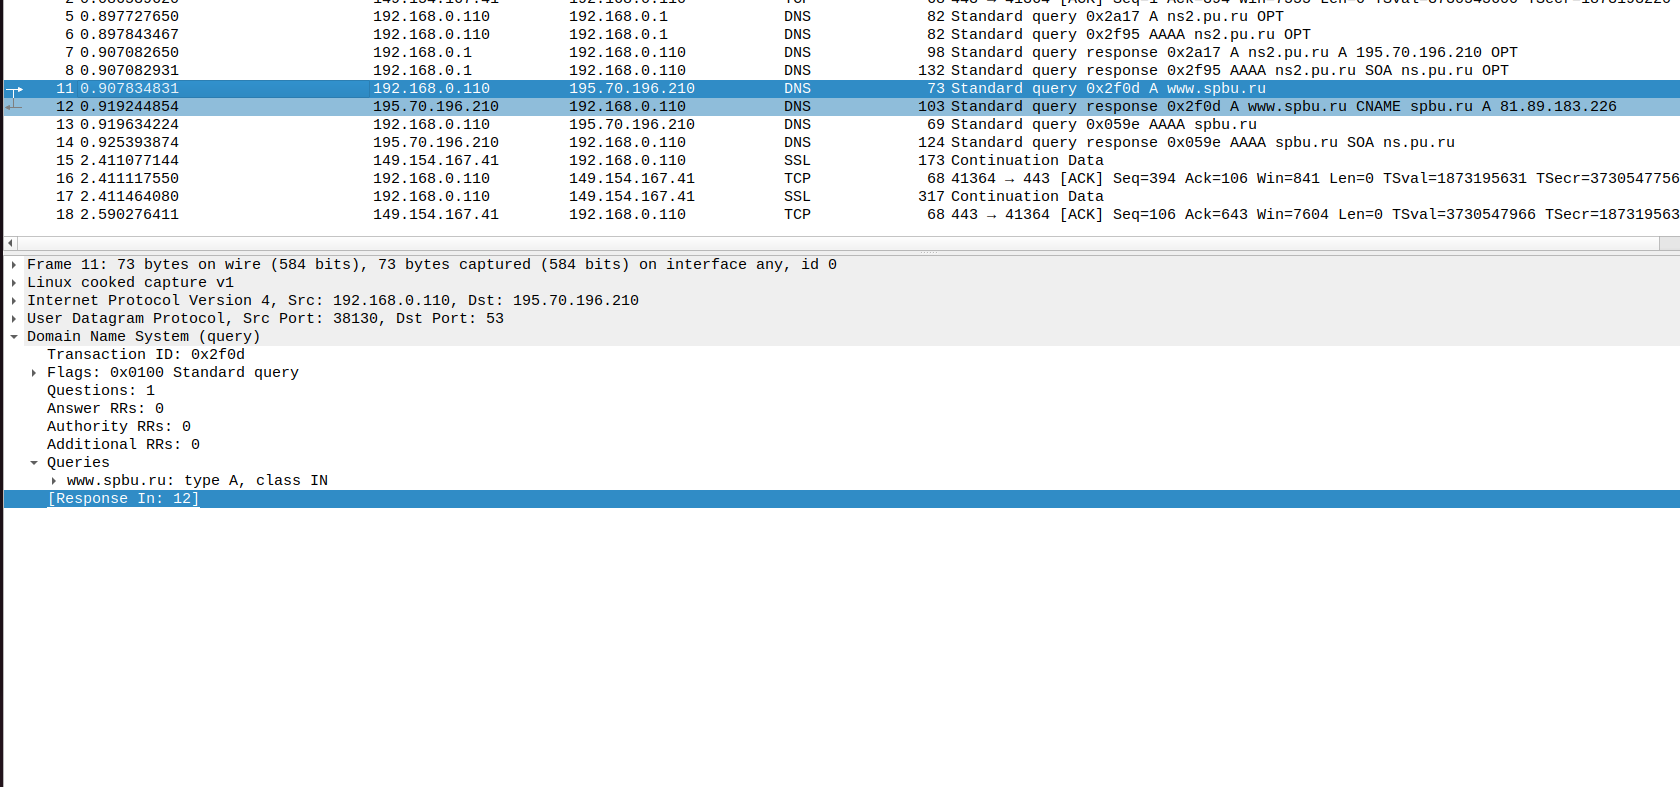 5 0.897727650 192.168.0.110 192.168.0.1 DNS 82 Standard query 0x2a17 A ns2.pu.ru OPT
6 0.897843467 192.168.0.110 192.168.0.1 DNS 82 Standard query 0x2f95 AAAA ns2.pu.ru OPT
7 0.907082650 192.168.0.1 192.168.0.110 DNS 98 Standard query response 0x2a17 A ns2.pu.ru A 195.70.196.210 OPT
8 0.907082931 192.168.0.1 192.168.0.110 DNS 132 Standard query response 0x2f95 AAAA ns2.pu.ru SOA ns.pu.ru OPT
11 0.907834831 192.168.0.110 195.70.196.210 DNS 73 Standard query 0x2f0d A www.spbu.ru
12 0.919244854 195.70.196.210 192.168.0.110 DNS 103 Standard query response 0x2f0d A www.spbu.ru CNAME spbu.ru A 81.89.183.226
13 0.919634224 192.168.0.110 195.70.196.210 DNS 69 Standard query 0x059e AAAA spbu.ru
14 0.925393874 195.70.196.210 192.168.0.110 DNS 124 Standard query response 0x059e AAAA spbu.ru SOA ns.pu.ru
15 2.411077144 149.154.167.41 192.168.0.110 SSL 173 Continuation Data
16 2.411117550 192.168.0.110 149.154.167.41 TCP 68 41364 → 443 [ACK] Seq=394 Ack=106 Win=841 Len=0 TSval=1873195631 TSecr=3730547756
17 2.411464080 192.168.0.110 149.154.167.41 SSL 317 Continuation Data
18 2.590276411 149.154.167.41 192.168.0.110 TCP 68 443 → 41364 [ACK] Seq=106 Ack=643 Win=7604 Len=0 TSval=3730547966 TSecr=187319563
Frame 11: 73 bytes on wire (584 bits), 73 bytes captured (584 bits) on interface any, id 0
Linux cooked capture v1
Internet Protocol Version 4, Src: 192.168.0.110, Dst: 195.70.196.210
User Datagram Protocol, Src Port: 38130, Dst Port: 53
Domain Name System (query)
Transaction ID: 0x2f0d
Flags: 0x0100 Standard query
Questions: 1
Answer RRs: 0
Authority RRs: 0
Additional RRs: 0
Queries
www.spbu.ru: type A, class IN
[Response In: 12]